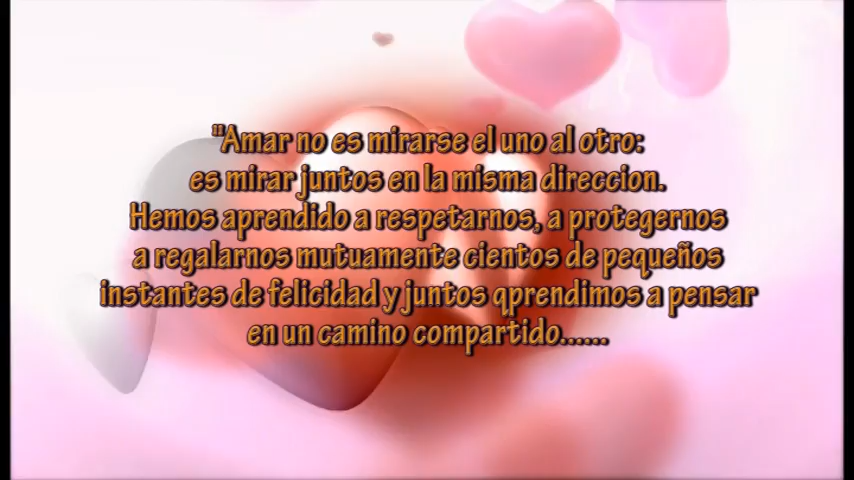 "Amar no es mirarse el uno al otro:
es mirar juntos en la misma direccion.
Hemos aprendido a respetarnos, a protegernos
a regalarnos mutuamente cientos de pequeños
instantes de felicidad y juntos qprendimos a pensar
en un camino compartido......